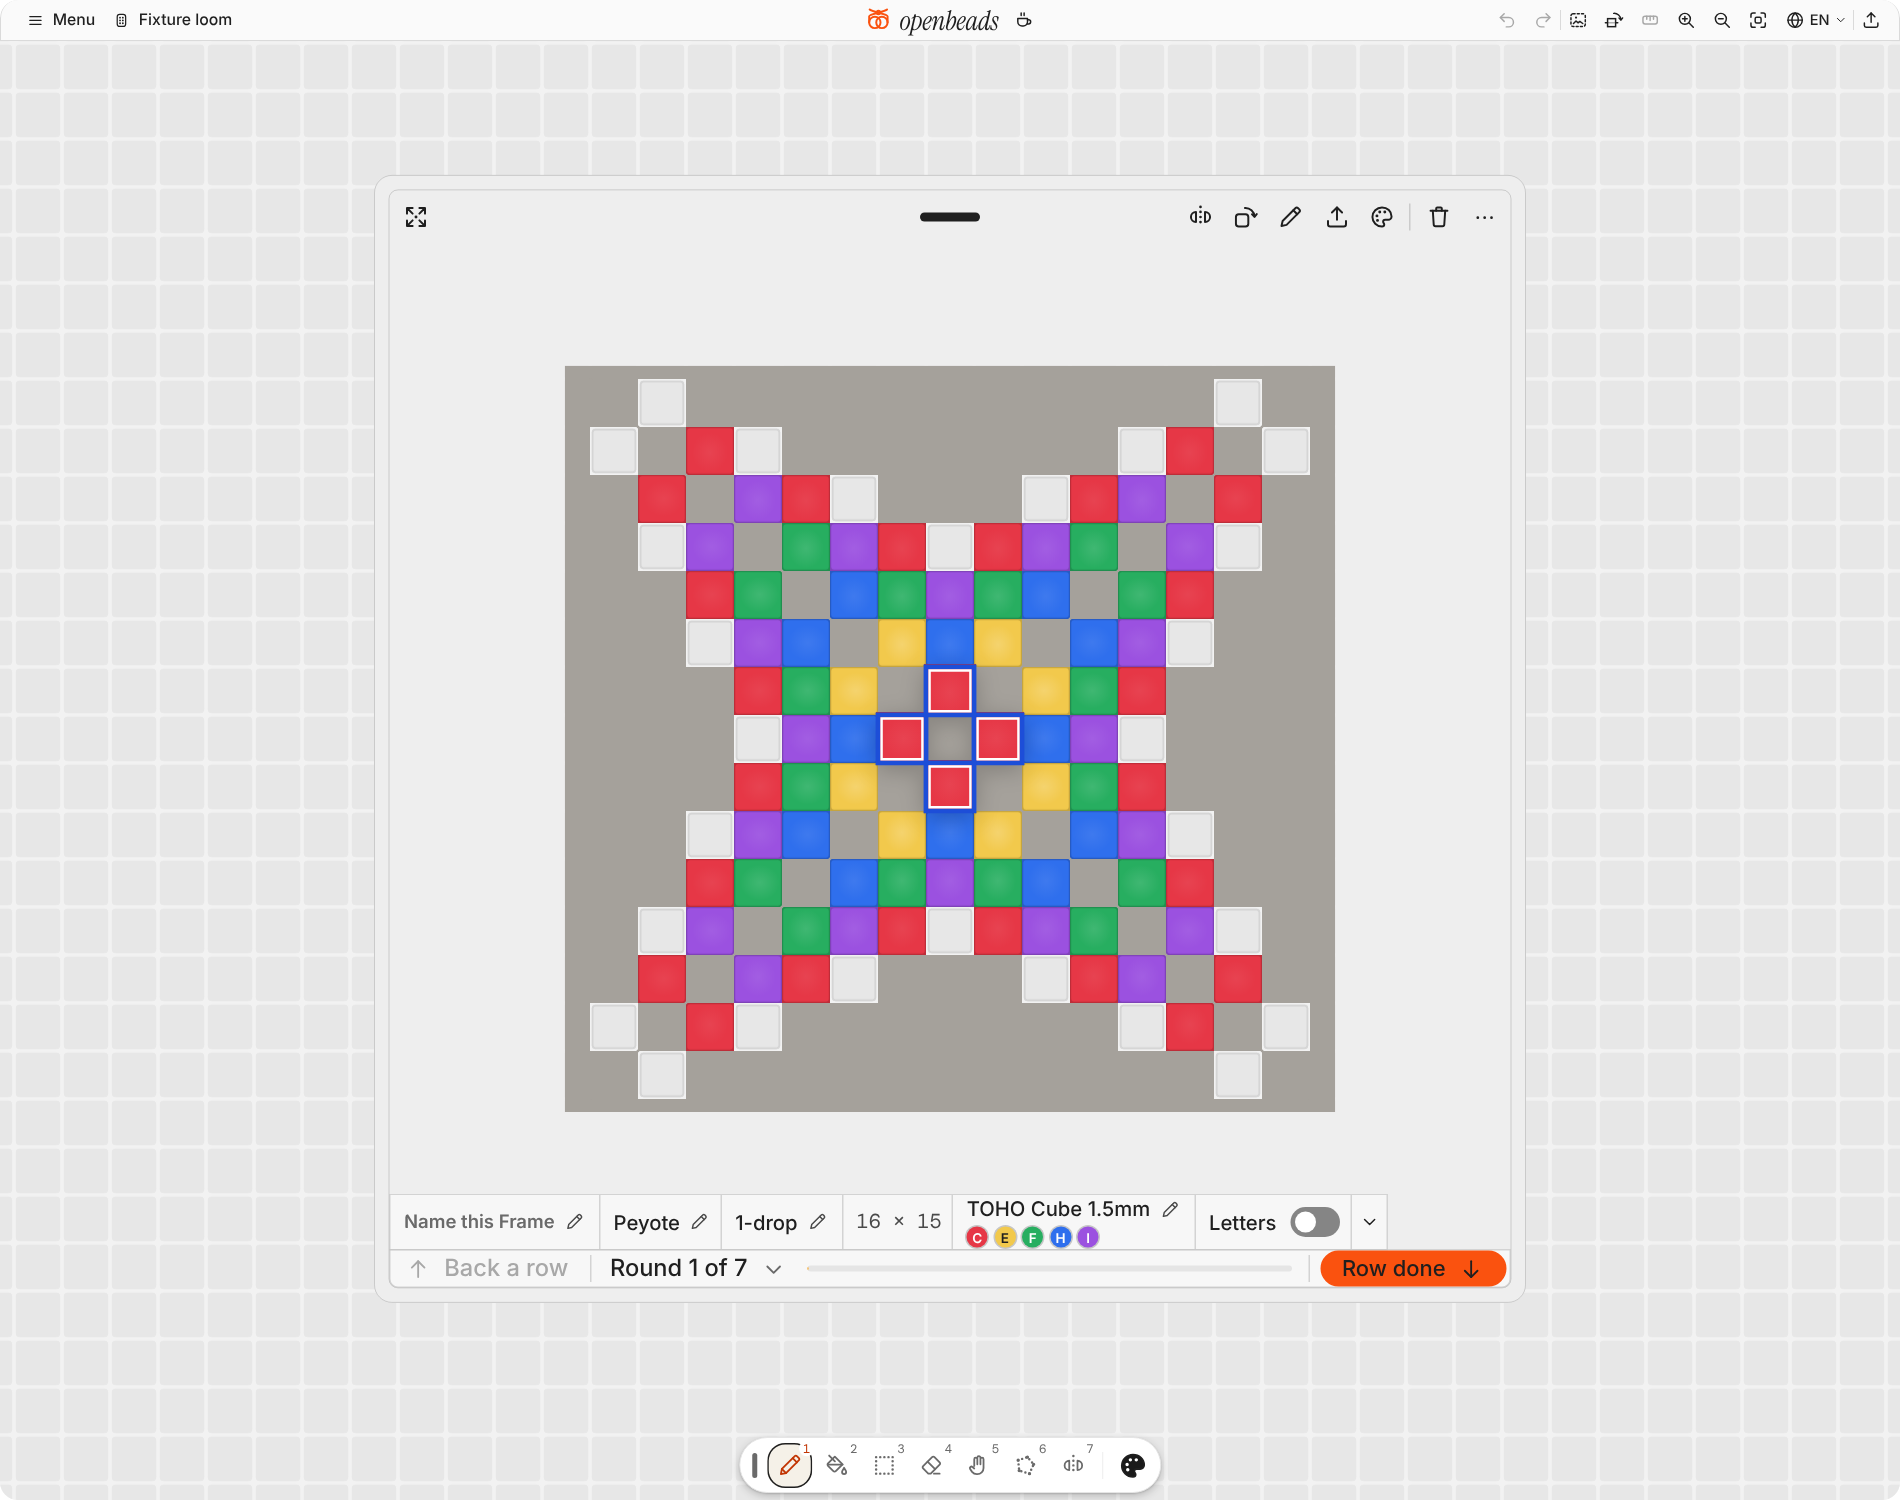 Menu
Fixture loom
openbeads
EN
Name this Frame
Peyote
1-drop
16 × 15
TOHO Cube 1.5mm
C E F H I
Letters
Back a row
Round 1 of 7
Row done
1 2 3 4 5 6 7